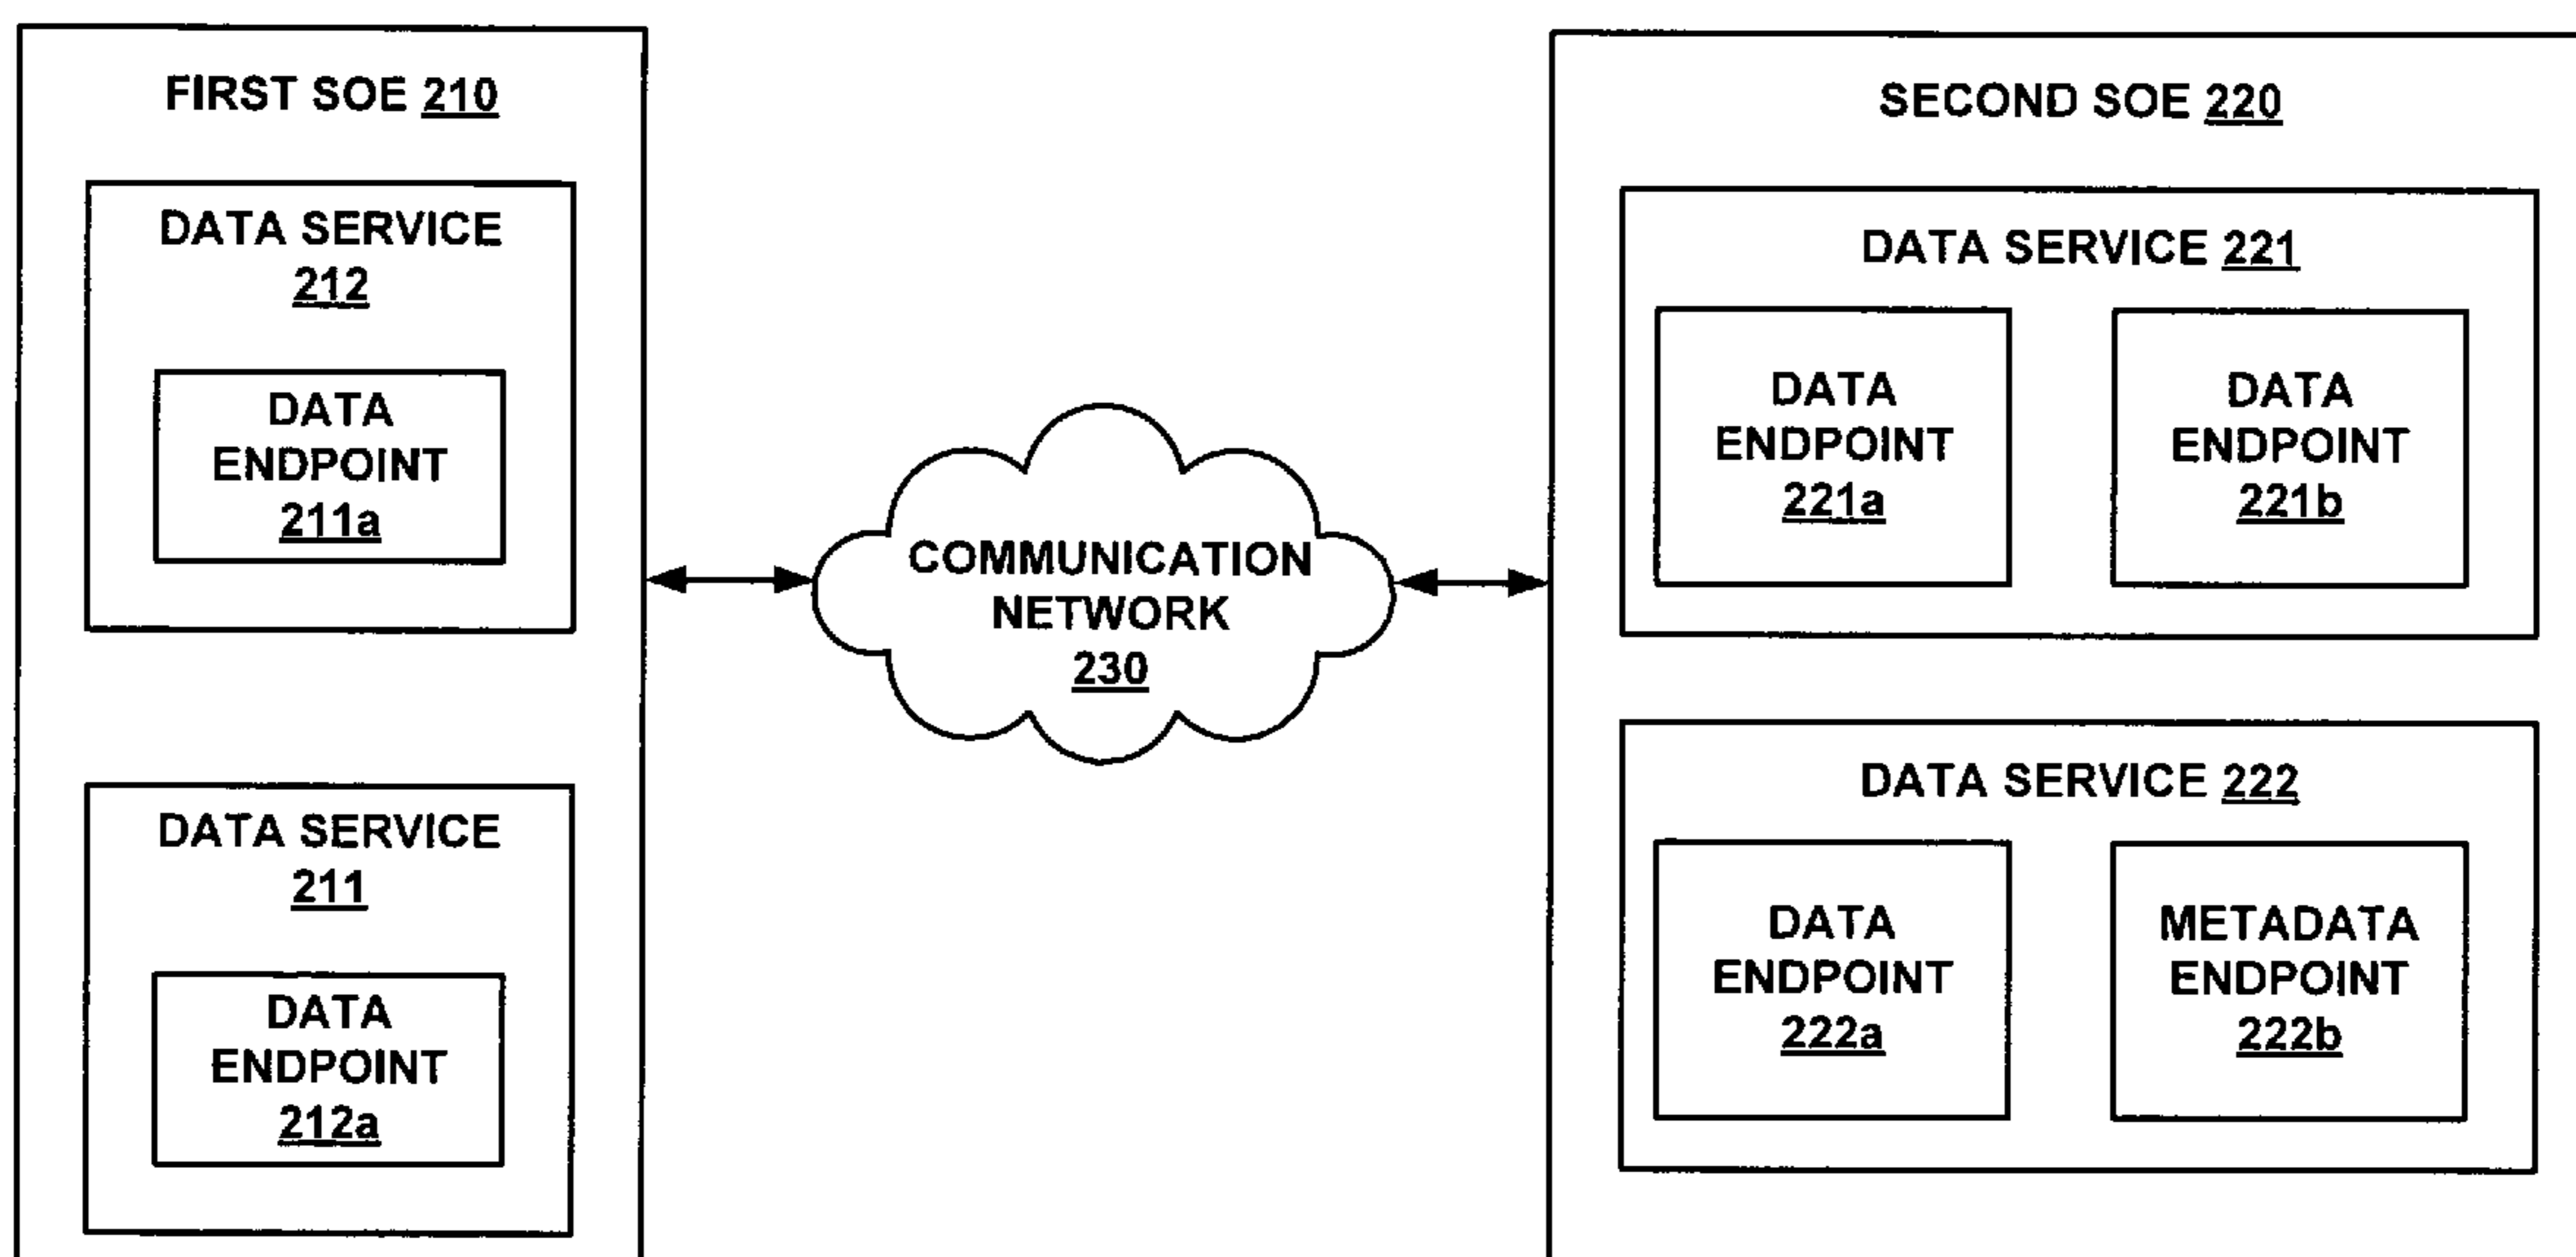 FIRST SOE 210
DATA SERVICE
212
DATA
ENDPOINT
211a
DATA SERVICE
211
DATA
ENDPOINT
212a
COMMUNICATION
NETWORK
230
SECOND SOE 220
DATA SERVICE 221
DATA
ENDPOINT
221a
DATA
ENDPOINT
221b
DATA SERVICE 222
DATA
ENDPOINT
222a
METADATA
ENDPOINT
222b